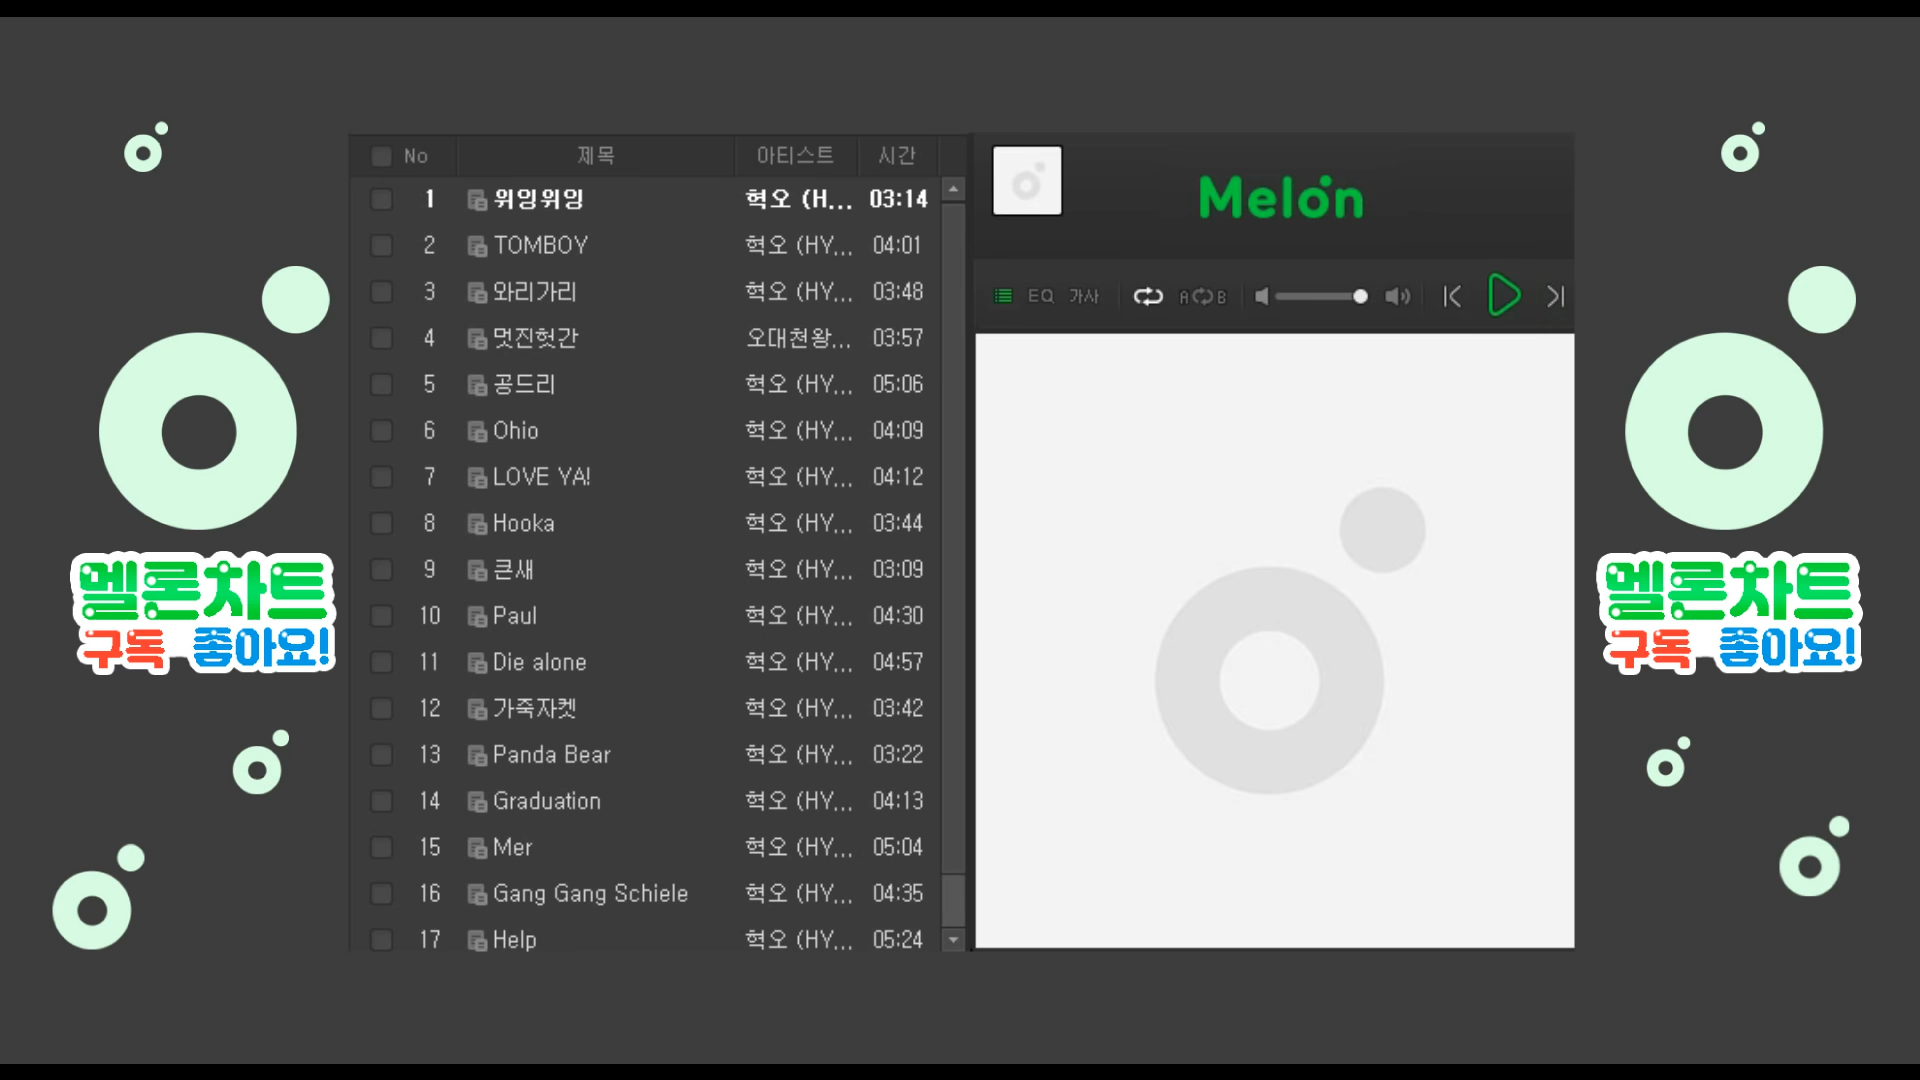 No 제목 아티스트 시간
1 위잉위잉 혁오 (H... 03:14
2 TOMBOY 혁오 (HY... 04:01
3 와리가리 혁오 (HY... 03:48
4 멋진헛간 오대천왕... 03:57
5 공드리 혁오 (HY... 05:06
6 Ohio 혁오 (HY... 04:09
7 LOVE YA! 혁오 (HY... 04:12
8 Hooka 혁오 (HY... 03:44
9 큰새 혁오 (HY... 03:09
10 Paul 혁오 (HY... 04:30
11 Die alone 혁오 (HY... 04:57
12 가죽자켓 혁오 (HY... 03:42
13 Panda Bear 혁오 (HY... 03:22
14 Graduation 혁오 (HY... 04:13
15 Mer 혁오 (HY... 05:04
16 Gang Gang Schiele 혁오 (HY... 04:35
17 Help 혁오 (HY... 05:24
Melon
EQ 가사 A B
멜론차트
구독 좋아요!
멜론차트
구독 좋아요!